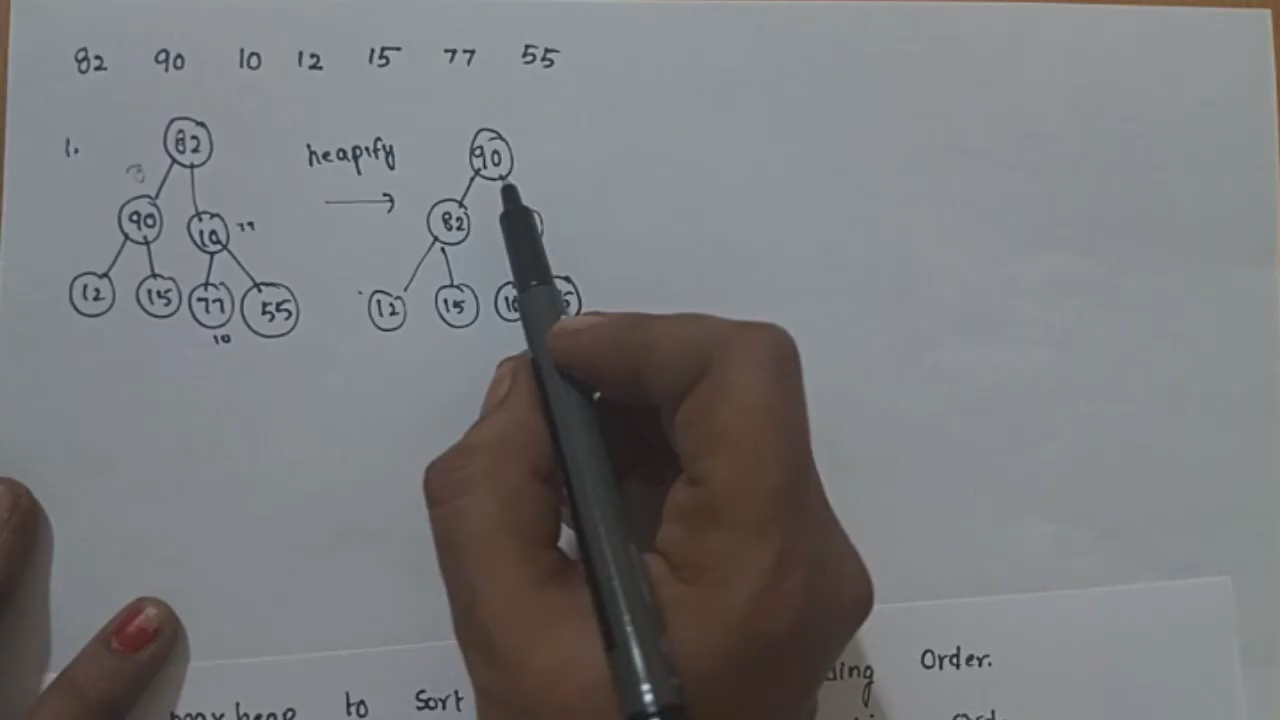 82 90 10 12 15 77 55
1. 82 heapify 90
90 10 77 82
12 15 77 55 12 15
10
Order.
to Sort